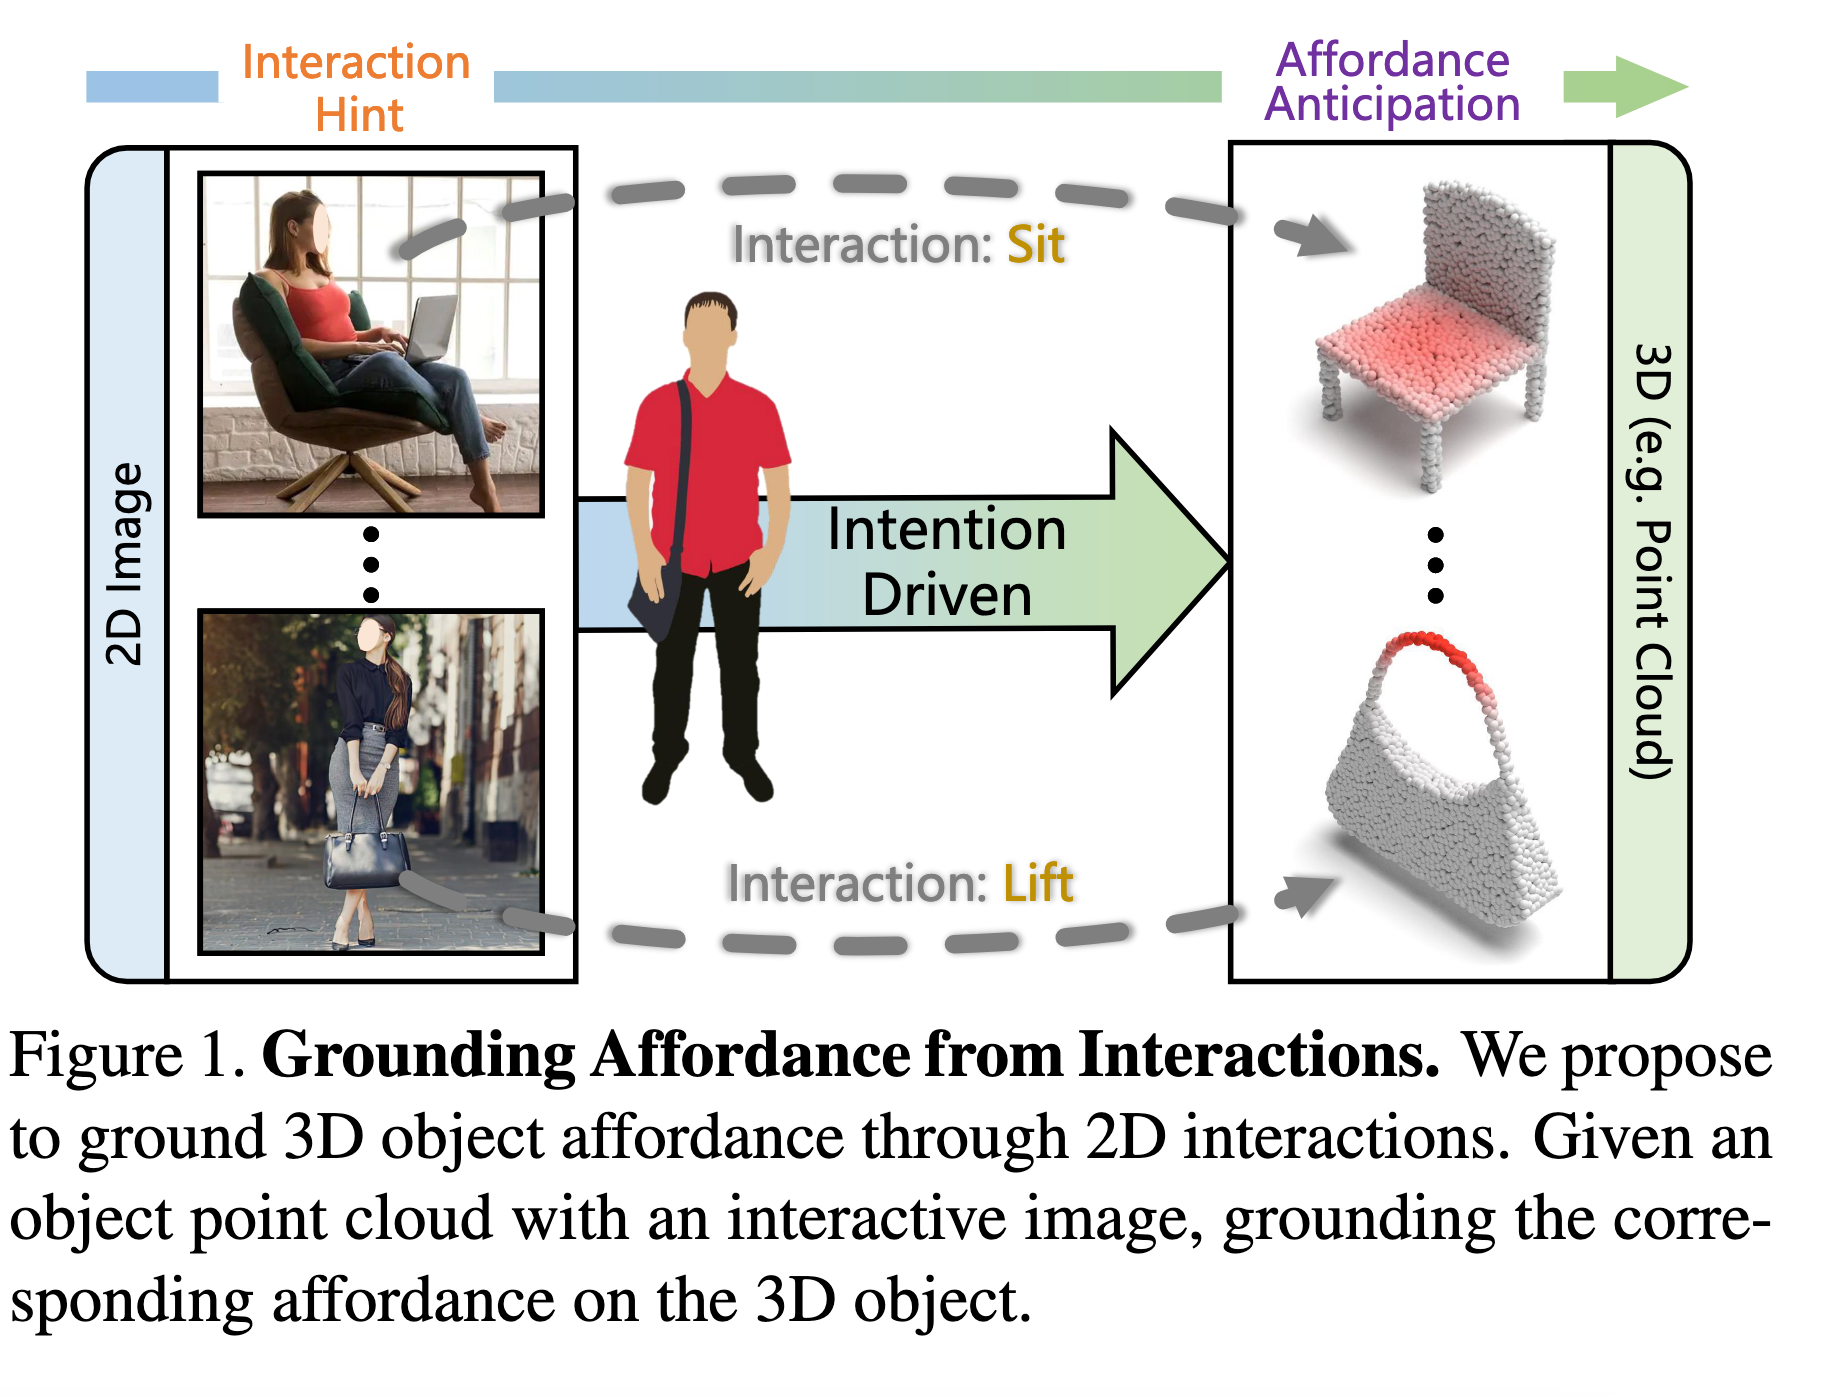 Interaction
Hint
Affordance
Anticipation
2D Image
Interaction: Sit
Intention
Driven
Interaction: Lift
3D (e.g. Point Cloud)
Figure 1. Grounding Affordance from Interactions. We propose
to ground 3D object affordance through 2D interactions. Given an
object point cloud with an interactive image, grounding the corre-
sponding affordance on the 3D object.